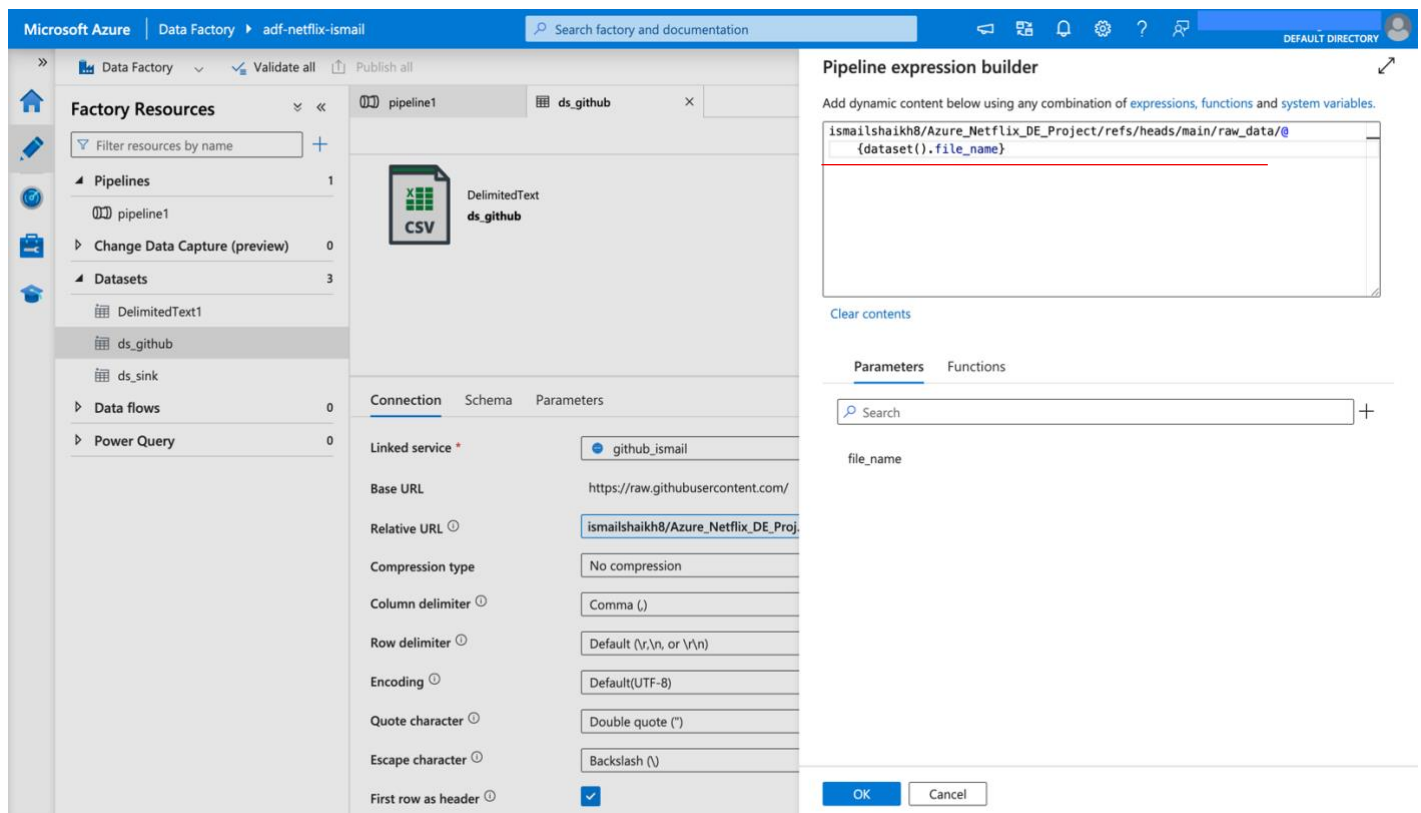 Microsoft Azure Data Factory adf-netflix-ismail Search factory and documentation DEFAULT DIRECTORY
Data Factory Validate all Publish all
Factory Resources
Filter resources by name
Pipelines 1
pipeline1
Change Data Capture (preview) 0
Datasets 3
DelimitedText1
ds_github
ds_sink
Data flows 0
Power Query 0
pipeline1 ds_github
CSV
DelimitedText
ds_github
Connection Schema Parameters
Linked service * github_ismail
Base URL https://raw.githubusercontent.com/
Relative URL ismailshaikh8/Azure_Netflix_DE_Proj.
Compression type No compression
Column delimiter Comma (,)
Row delimiter Default (\r,\n, or \r\n)
Encoding Default(UTF-8)
Quote character Double quote (")
Escape character Backslash (\)
First row as header
Pipeline expression builder
Add dynamic content below using any combination of expressions, functions and system variables.
ismailshaikh8/Azure_Netflix_DE_Project/refs/heads/main/raw_data/@
{dataset().file_name}
Clear contents
Parameters Functions
Search
file_name
OK Cancel